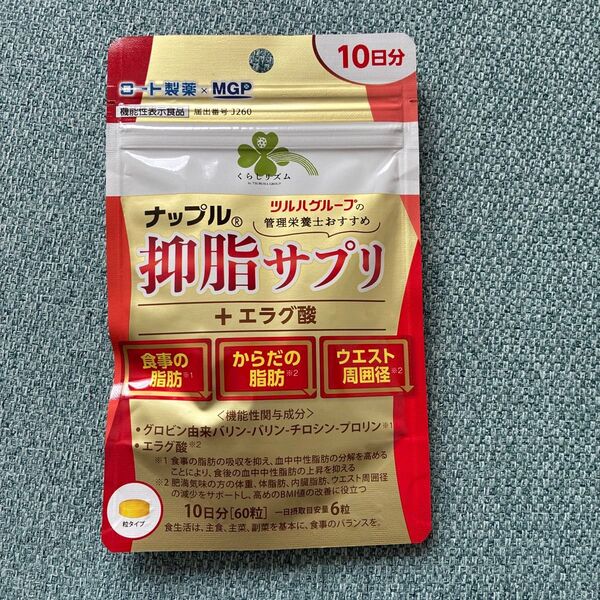 10日分
ロート製薬×MGP
機能性表示食品 届出番号J260
くらしリズム
by TSURUHA GROUP
ナップル®
ツルハグループの
管理栄養士おすすめ
抑脂サプリ
+エラグ酸
食事の
脂肪※1
からだの
脂肪※2
ウエスト
周囲径※2
〈機能性関与成分〉
・グロビン由来バリン-バリン-チロシン-プロリン※1
・エラグ酸※2
※1 食事の脂肪の吸収を抑え、血中中性脂肪の分解を高める
ことにより、食後の血中中性脂肪の上昇を抑える
※2 肥満気味の方の体重、体脂肪、内臓脂肪、ウエスト周囲径
の減少をサポートし、高めのBMI値の改善に役立つ
粒タイプ
10日分[60粒] 一日摂取目安量6粒
食生活は、主食、主菜、副菜を基本に、食事のバランスを。